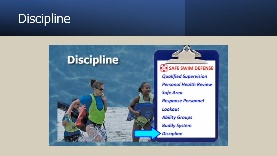 Discipline
Discipline
SAFE SWIM DEFENSE
Qualified Supervision
Personal Health Review
Safe Area
Response Personnel
Lookout
Ability Groups
Buddy System
Discipline